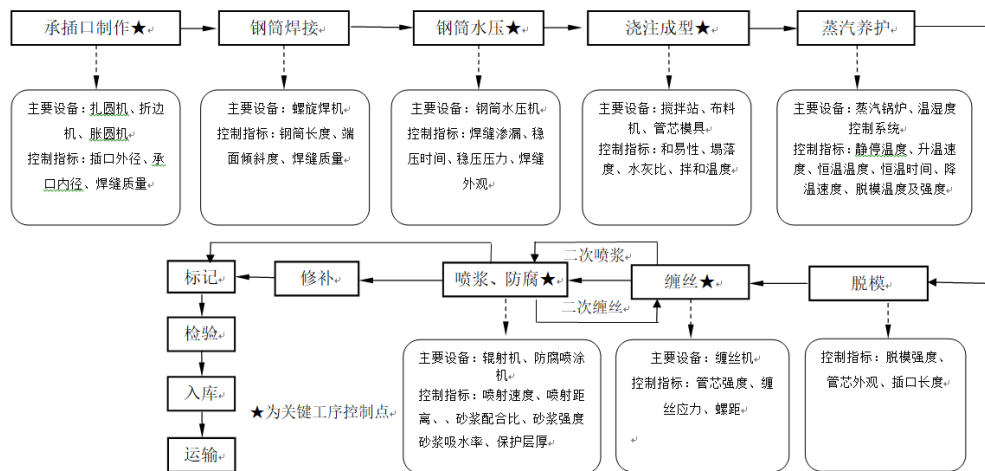 承插口制作★
钢筒焊接
钢筒水压★
浇注成型★
蒸汽养护
主要设备：扎圆机、折边
机、胀圆机
控制指标：插口外径、承
口内径、焊缝质量
主要设备：螺旋焊机
控制指标：钢筒长度、端
面倾斜度、焊缝质量
主要设备：钢筒水压机
控制指标：焊缝渗漏、稳
压时间、稳压压力、焊缝
外观
主要设备：搅拌站、布料
机、管芯模具
控制指标：和易性、塌落
度、水灰比、拌和温度
主要设备：蒸汽锅炉、温湿度
控制系统
控制指标：静停温度、升温速
度、恒温温度、恒温时间、降
温速度、脱模温度及强度
标记
修补
喷浆、防腐★
二次喷浆
二次缠丝
缠丝★
脱模
检验
入库
运输
★为关键工序控制点
主要设备：辊射机、防腐喷涂
机
控制指标：喷射速度、喷射距
离、、砂浆配合比、砂浆强度
砂浆吸水率、保护层厚
主要设备：缠丝机
控制指标：管芯强度、缠
丝应力、螺距
控制指标：脱模强度、
管芯外观、插口长度